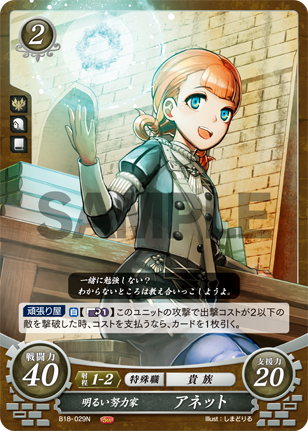 2
SAMPLE
一緒に勉強しない？
わからないところは教え合いっこしようよ。
頑張り屋 自 [1] このユニットの攻撃で出撃コストが2以下の
敵を撃破した時、コストを支払うなら、カードを1枚引く。
戦闘力
40
射程 1-2 特殊職 貴族
支援力
20
明るい努力家 アネット
B18-029N Illust：しまどりる